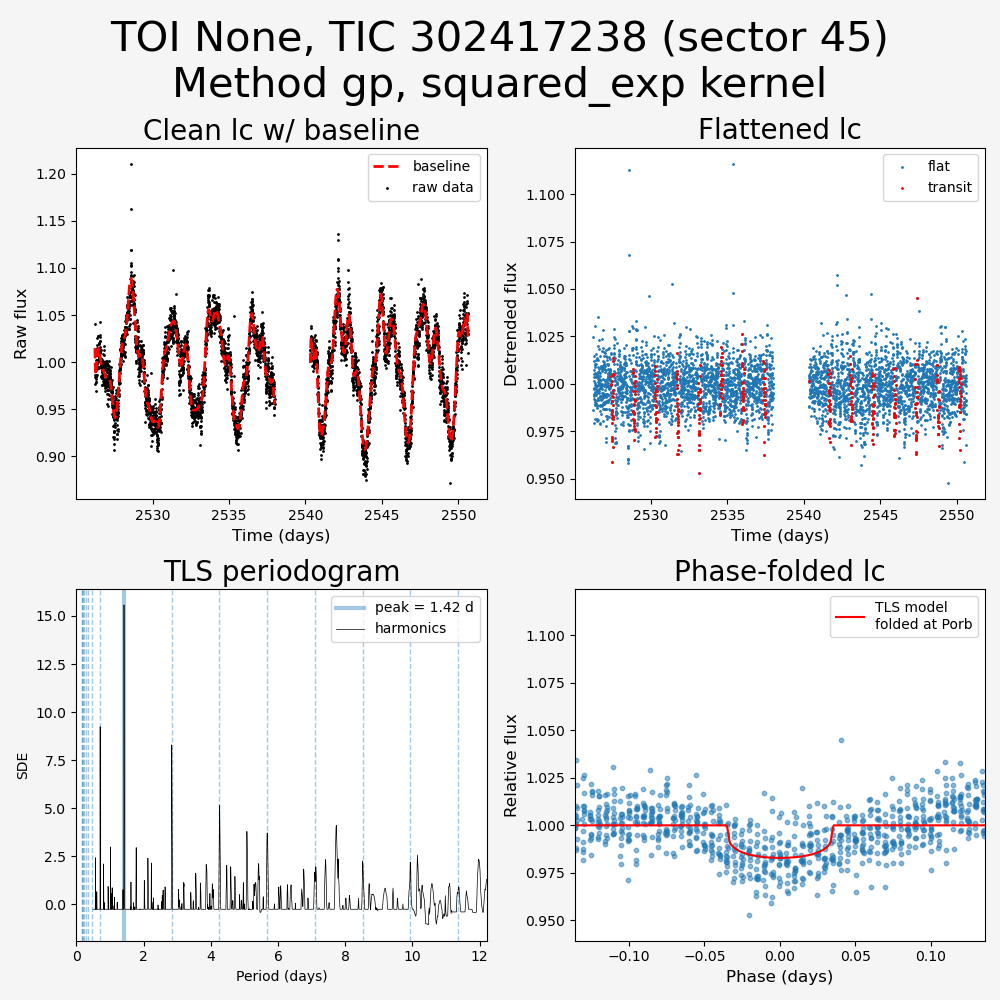 TOI None, TIC 302417238 (sector 45)
Method gp, squared_exp kernel
Clean lc w/ baseline
Raw flux
1.20
1.15
1.10
1.05
1.00
0.95
0.90
baseline
raw data
2530
2535
2540
2545
2550
Time (days)
Flattened lc
Detrended flux
1.100
1.075
1.050
1.025
1.000
0.975
0.950
flat
transit
2530
2535
2540
2545
2550
Time (days)
TLS periodogram
SDE
15.0
12.5
10.0
7.5
5.0
2.5
0.0
peak = 1.42 d
harmonics
0
2
4
6
8
10
12
Period (days)
Phase-folded lc
Relative flux
1.100
1.075
1.050
1.025
1.000
0.975
0.950
TLS model
folded at Porb
−0.10
−0.05
0.00
0.05
0.10
Phase (days)